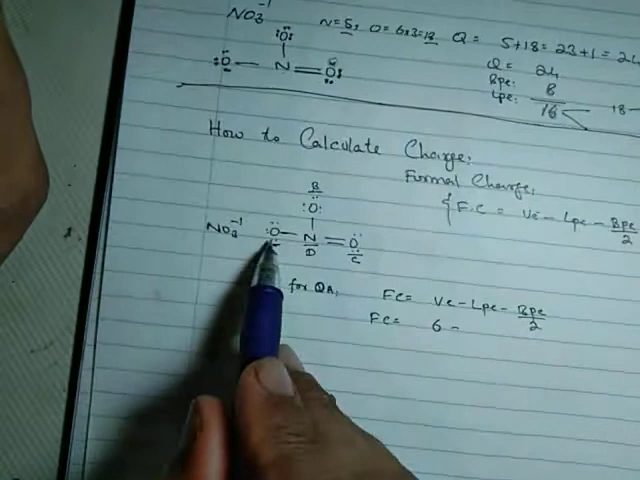 NO3 -1 N=5, O=6x3=18 Q= 5+18=23+1=24
:Ö: Q= 24
:Ö — N = Ö: Bpe: 8
Lpe: 16 18-
How to Calculate Charge:
Formal Charge,
B
:Ö: { F.C = Ve - Lpe - Bpe/2
NO3 -1 :Ö — N = Ö
D C
for OA, FC= Ve - Lpe - Bpe/2
FC= 6 -